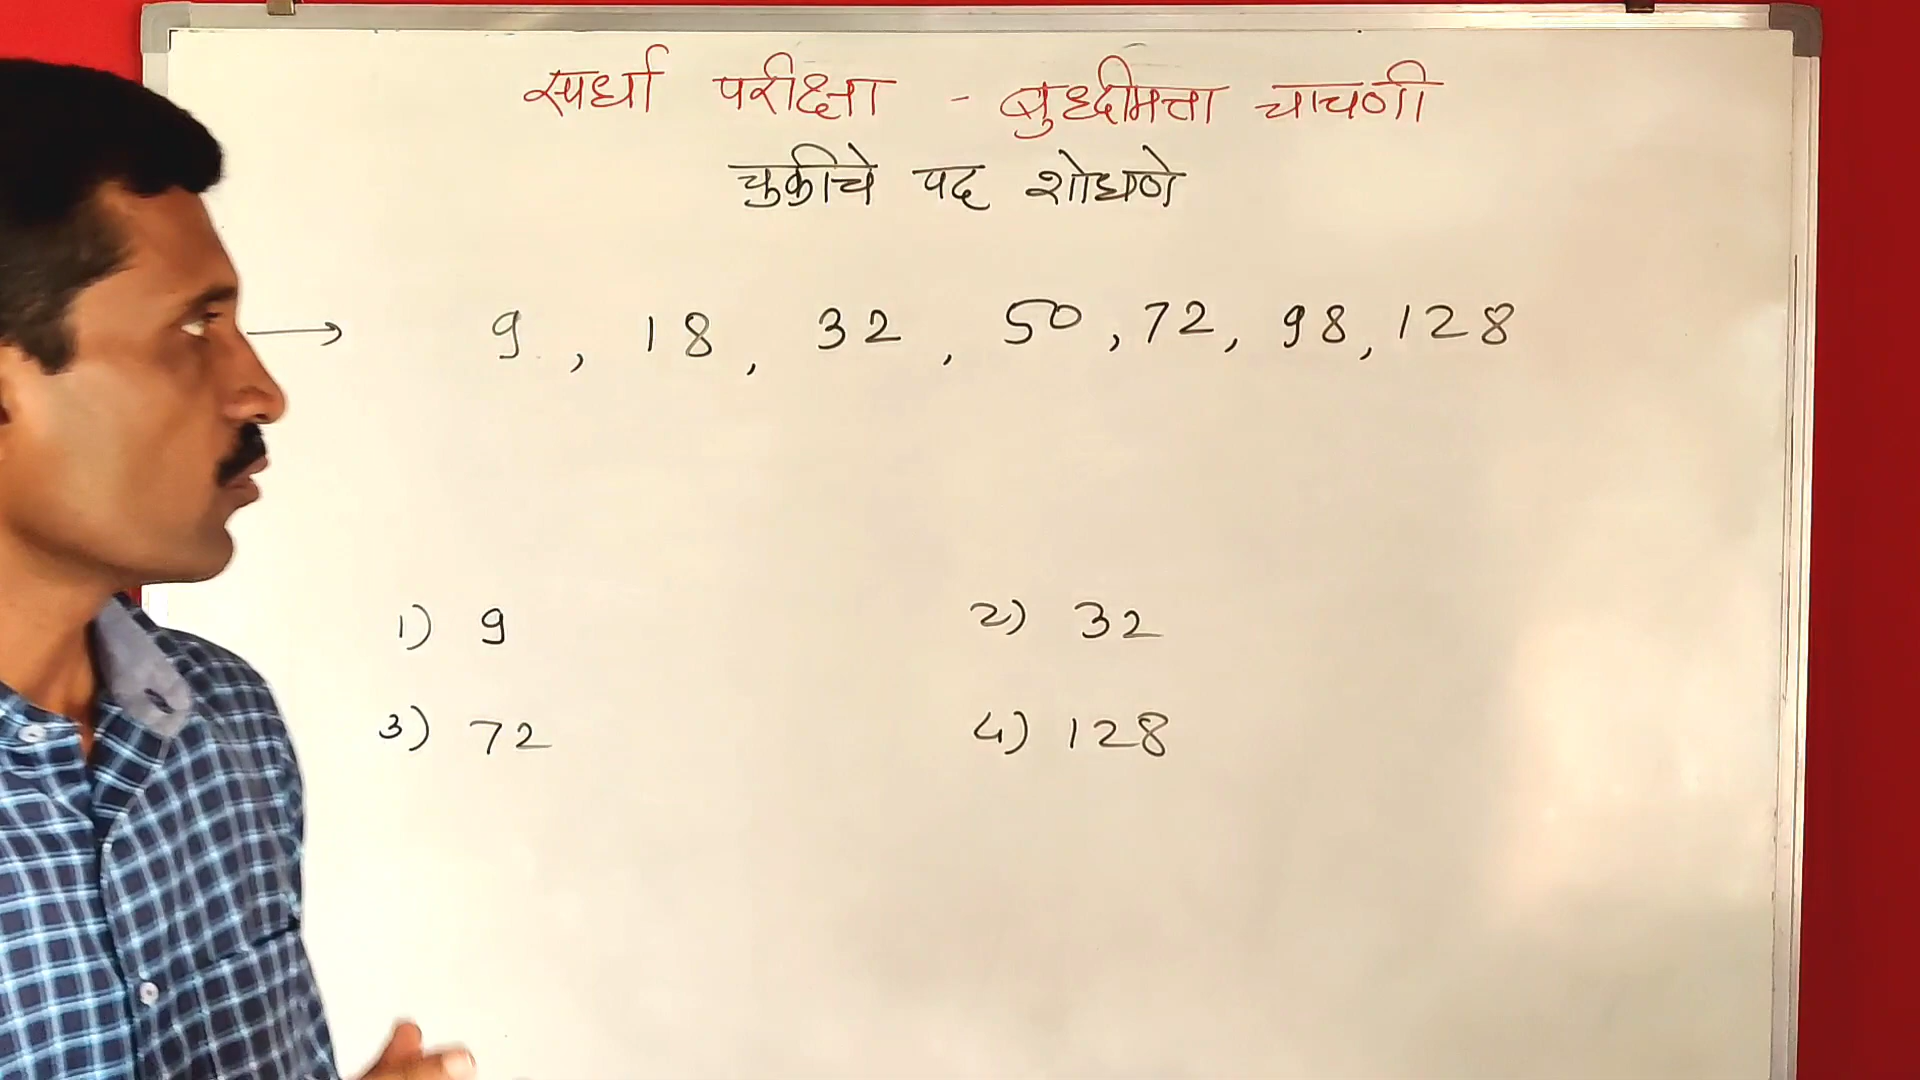 स्पर्धा परीक्षा - बुध्दीमत्ता चाचणी
चुकीचे पद शोधणे
→ 9, 18, 32, 50, 72, 98, 128
1) 9 2) 32
3) 72 4) 128